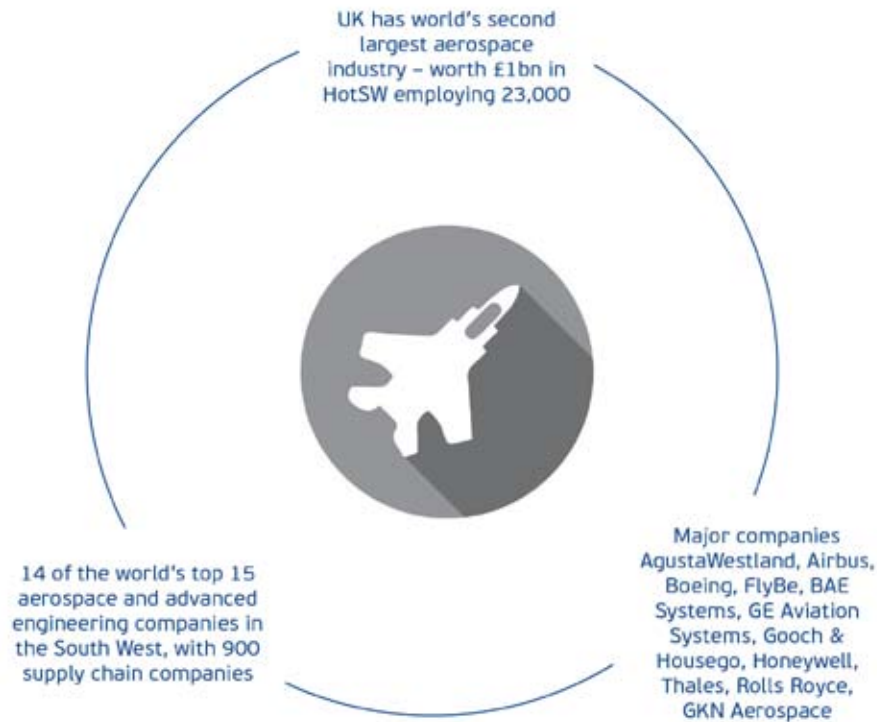 UK has world's second
largest aerospace
industry – worth £1bn in
HotSW employing 23,000
14 of the world's top 15
aerospace and advanced
engineering companies in
the South West, with 900
supply chain companies
Major companies
AgustaWestland, Airbus,
Boeing, FlyBe, BAE
Systems, GE Aviation
Systems, Gooch &
Housego, Honeywell,
Thales, Rolls Royce,
GKN Aerospace